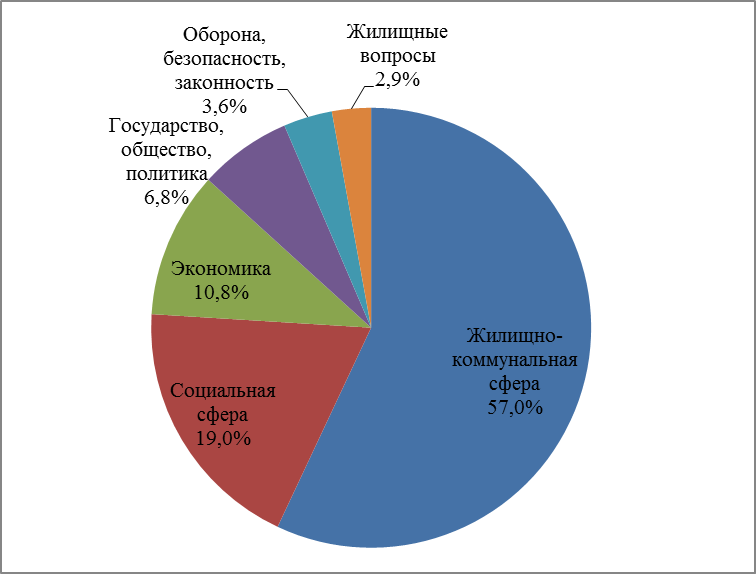 Жилищные
вопросы
2,9%
Оборона,
безопасность,
законность
3,6%
Государство,
общество,
политика
6,8%
Экономика
10,8%
Социальная
сфера
19,0%
Жилищно-
коммунальная
сфера
57,0%